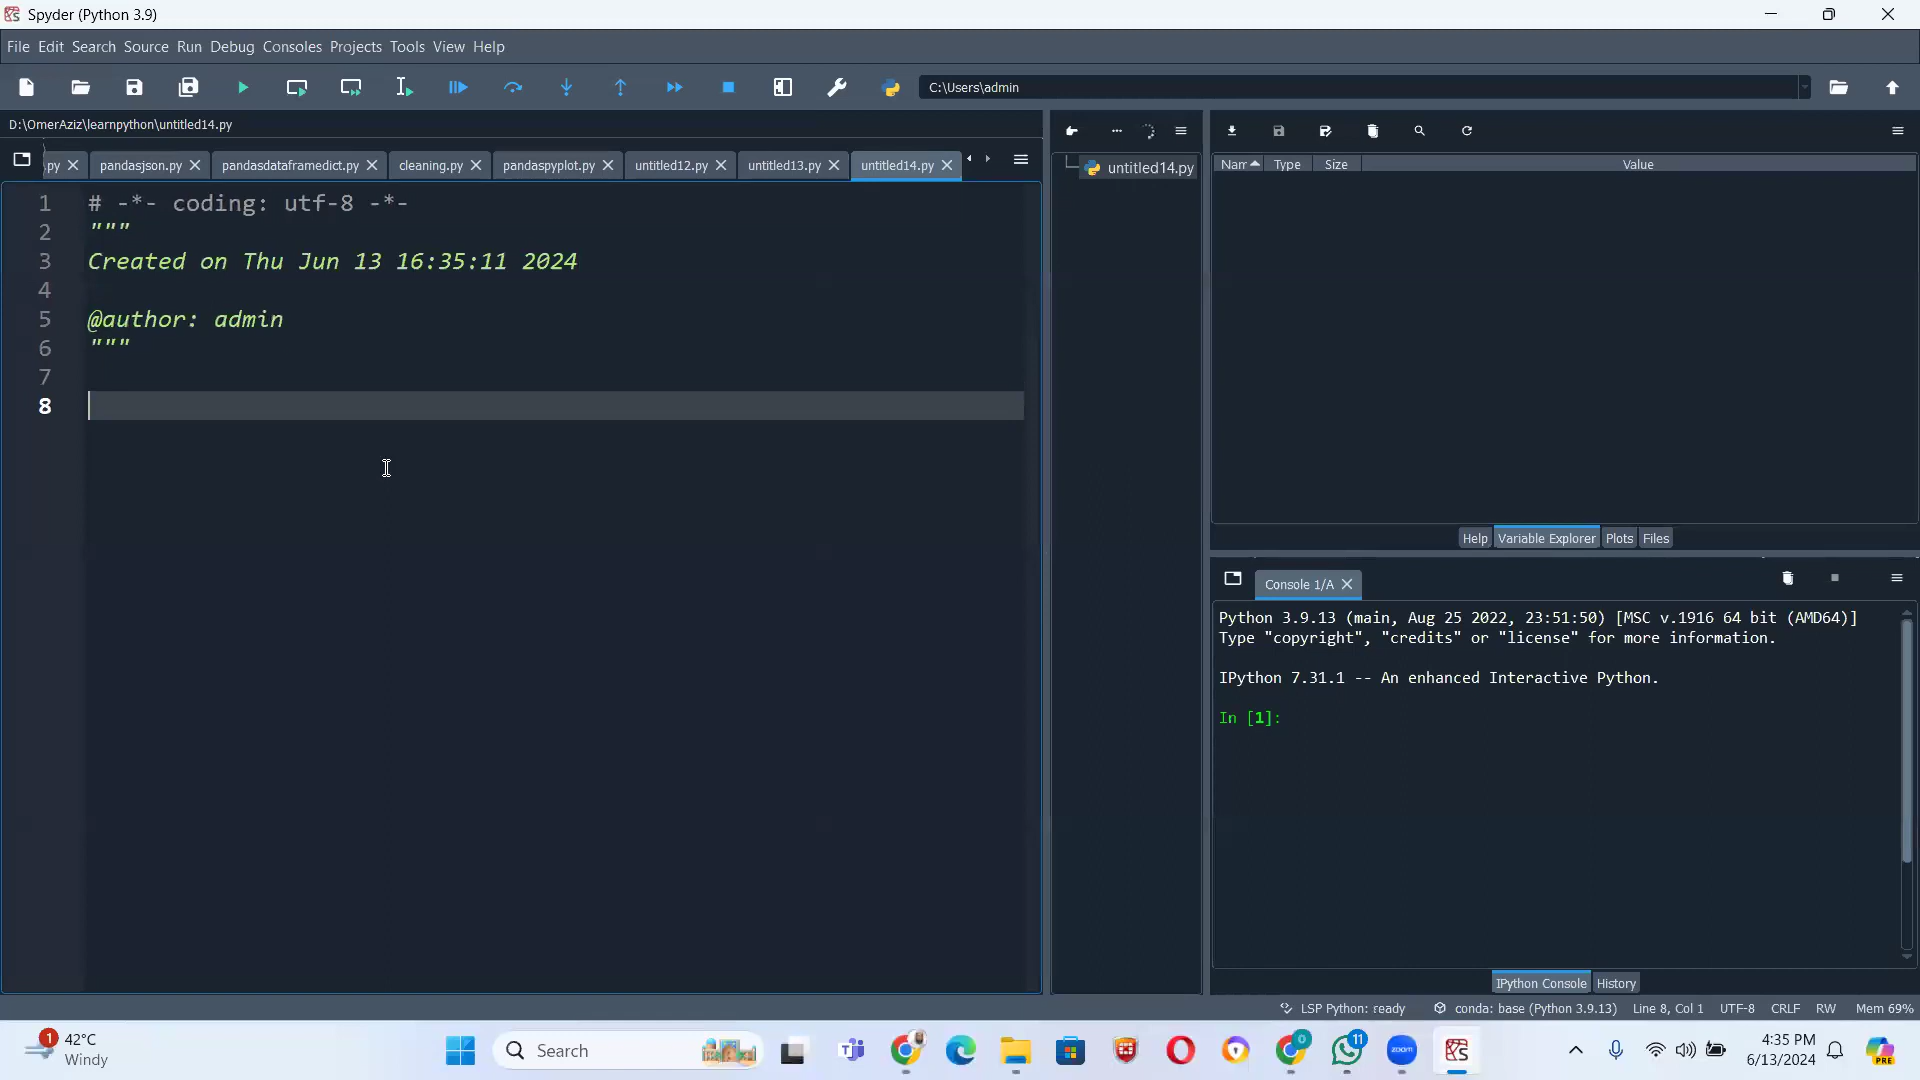 Spyder (Python 3.9)
File Edit Search Source Run Debug Consoles Projects Tools View Help
C:\Users\admin
D:\OmerAziz\learnpython\untitled14.py
py pandasjson.py pandasdataframedict.py cleaning.py pandaspyplot.py untitled12.py untitled13.py untitled14.py
1 # -*- coding: utf-8 -*-
2 """
3 Created on Thu Jun 13 16:35:11 2024
4
5 @author: admin
6 """
7
8
untitled14.py
Nam Type Size Value
Help Variable Explorer Plots Files
Console 1/A
Python 3.9.13 (main, Aug 25 2022, 23:51:50) [MSC v.1916 64 bit (AMD64)]
Type "copyright", "credits" or "license" for more information.
IPython 7.31.1 -- An enhanced Interactive Python.
In [1]:
IPython Console History
LSP Python: ready conda: base (Python 3.9.13) Line 8, Col 1 UTF-8 CRLF RW Mem 69%
1 42°C
Windy
Search
0
11
zoom
4:35 PM
6/13/2024
PRE